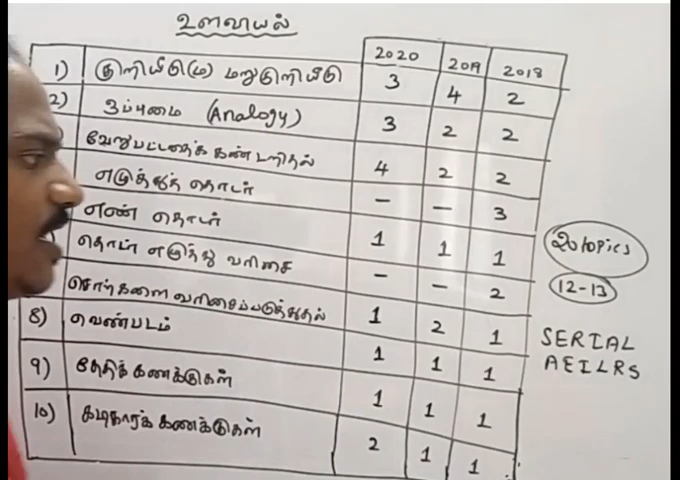 உளவாயல்
2020 2019 2018
1) குறியீடு(ம) மறுகுறியீடு 3 4 2
2) ஒப்புமை (Analogy) 3 2 2
வேறுபட்டதைக் கண்டறிதல் 4 2 2
எழுத்துத் தொடர் – – 3
எண் தொடர் 1 1 1
தொடர் எழுத்து வரிசை – – 2
சொற்களை வரிசைப்படுத்துதல் 1 2 1
8) வெண்படம் 1 1 1
9) தேதிக் கணக்குகள் 1 1 1
10) கடிகாரக் கணக்குகள் 2 1 1
20 topics
12-13
SERIAL
AEILRS